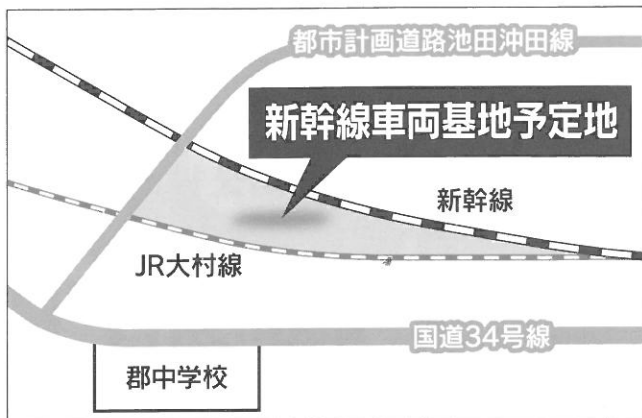 都市計画道路池田沖田線
新幹線車両基地予定地
新幹線
JR大村線
国道34号線
郡中学校